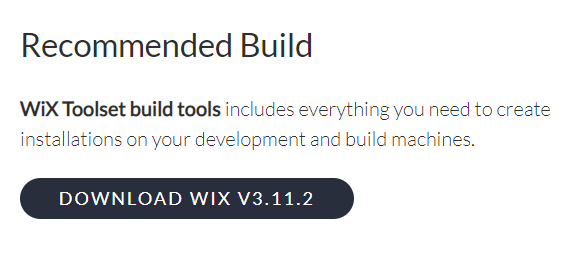 Recommended Build
WiX Toolset build tools includes everything you need to create
installations on your development and build machines.
DOWNLOAD WIX V3.11.2